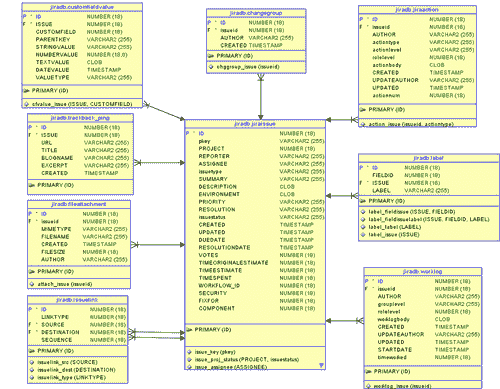 jiradb.customfieldvalue
P * ID NUMBER (18)
F * ISSUE NUMBER (18)
CUSTOMFIELD NUMBER (18)
PARENTKEY VARCHAR2 (255)
STRINGVALUE VARCHAR2 (255)
NUMBERVALUE NUMBER (18,6)
TEXTVALUE CLOB
DATEVALUE TIMESTAMP
VALUETYPE VARCHAR2 (255)
PRIMARY (ID)
cfvalue_issue (ISSUE, CUSTOMFIELD)
jiradb.changegroup
P * ID NUMBER (18)
F * issueid NUMBER (18)
AUTHOR VARCHAR2 (255)
CREATED TIMESTAMP
PRIMARY (ID)
chggroup_issue (issueid)
jiradb.jiraaction
P * ID NUMBER (18)
F * issueid NUMBER (18)
AUTHOR VARCHAR2 (255)
actiontype VARCHAR2 (255)
actionlevel VARCHAR2 (255)
rolelevel NUMBER (18)
actionbody CLOB
CREATED TIMESTAMP
UPDATEAUTHOR VARCHAR2 (255)
UPDATED TIMESTAMP
actionnum NUMBER (18)
PRIMARY (ID)
action_issue (issueid, actiontype)
jiradb.trackback_ping
P * ID NUMBER (18)
F * ISSUE NUMBER (18)
URL VARCHAR2 (255)
TITLE VARCHAR2 (255)
BLOGNAME VARCHAR2 (255)
EXCERPT VARCHAR2 (255)
CREATED TIMESTAMP
PRIMARY (ID)
jiradb.jiraissue
P * ID NUMBER (18)
pkey VARCHAR2 (255)
PROJECT NUMBER (18)
REPORTER VARCHAR2 (255)
ASSIGNEE VARCHAR2 (255)
issuetype VARCHAR2 (255)
SUMMARY VARCHAR2 (255)
DESCRIPTION CLOB
ENVIRONMENT CLOB
PRIORITY VARCHAR2 (255)
RESOLUTION VARCHAR2 (255)
issuestatus VARCHAR2 (255)
CREATED TIMESTAMP
UPDATED TIMESTAMP
DUEDATE TIMESTAMP
RESOLUTIONDATE TIMESTAMP
VOTES NUMBER (18)
TIMEORIGINALESTIMATE NUMBER (18)
TIMEESTIMATE NUMBER (18)
TIMESPENT NUMBER (18)
WORKFLOW_ID NUMBER (18)
SECURITY NUMBER (18)
FIXFOR NUMBER (18)
COMPONENT NUMBER (18)
PRIMARY (ID)
issue_key (pkey)
issue_proj_status (PROJECT, issuestatus)
issue_assignee (ASSIGNEE)
jiradb.label
P * ID NUMBER (18)
FIELDID NUMBER (18)
F * ISSUE NUMBER (18)
LABEL VARCHAR2 (255)
PRIMARY (ID)
label_fieldissue (ISSUE, FIELDID)
label_fieldissuelabel (ISSUE, FIELDID, LABEL)
label_label (LABEL)
label_issue (ISSUE)
jiradb.fileattachment
P * ID NUMBER (18)
F * issueid NUMBER (18)
MIMETYPE VARCHAR2 (255)
FILENAME VARCHAR2 (255)
CREATED TIMESTAMP
FILESIZE NUMBER (18)
AUTHOR VARCHAR2 (255)
PRIMARY (ID)
attach_issue (issueid)
jiradb.worklog
P * ID NUMBER (18)
F * issueid NUMBER (18)
AUTHOR VARCHAR2 (255)
grouplevel VARCHAR2 (255)
rolelevel NUMBER (18)
worklogbody CLOB
CREATED TIMESTAMP
UPDATEAUTHOR VARCHAR2 (255)
UPDATED TIMESTAMP
STARTDATE TIMESTAMP
timeworked NUMBER (18)
PRIMARY (ID)
worklog_issue (issueid)
jiradb.issuelink
P * ID NUMBER (18)
LINKTYPE NUMBER (18)
F * SOURCE NUMBER (18)
F * DESTINATION NUMBER (18)
SEQUENCE NUMBER (18)
PRIMARY (ID)
issuelink_src (SOURCE)
issuelink_dest (DESTINATION)
issuelink_type (LINKTYPE)